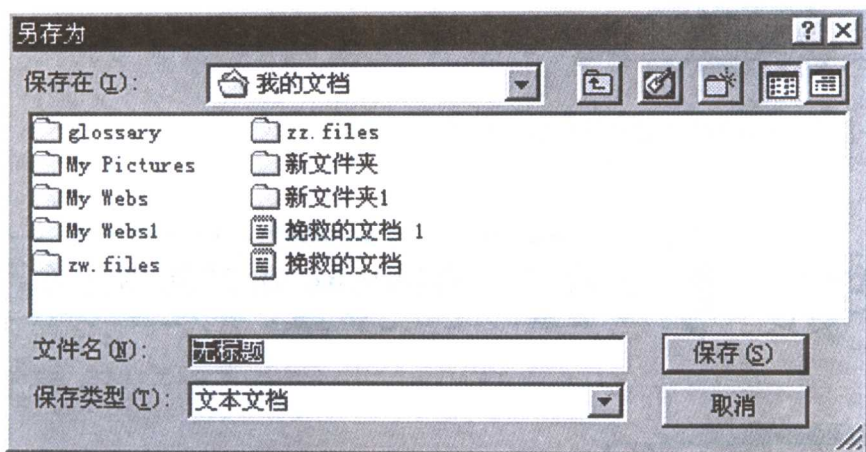 另存为
保存在(I): 我的文档
glossary zz.files
My Pictures 新文件夹
My Webs 新文件夹1
My Webs1 挽救的文档 1
zw.files 挽救的文档
文件名(N): 无标题 保存(S)
保存类型(T): 文本文档 取消